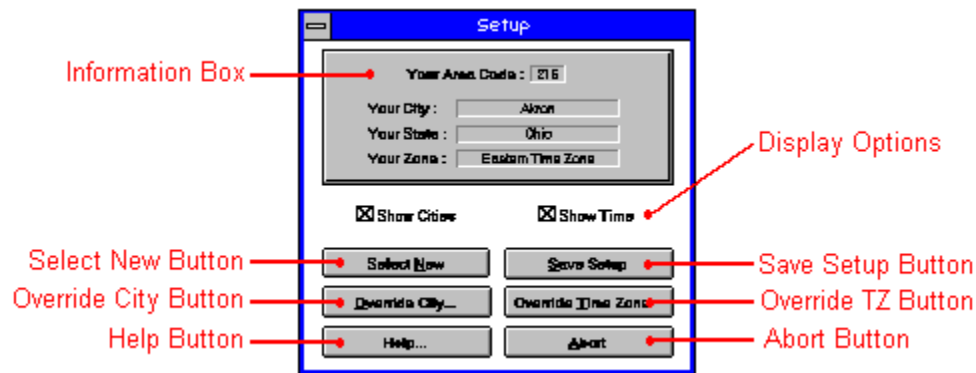 Setup
Information Box
Your Area Code : 216
Your City : Akron
Your State : Ohio
Your Zone : Eastern Time Zone
Display Options
Show Cities Show Time
Select New Button Select New Save Setup Save Setup Button
Override City Button Override City... Override Time Zone Override TZ Button
Help Button Help... Abort Abort Button